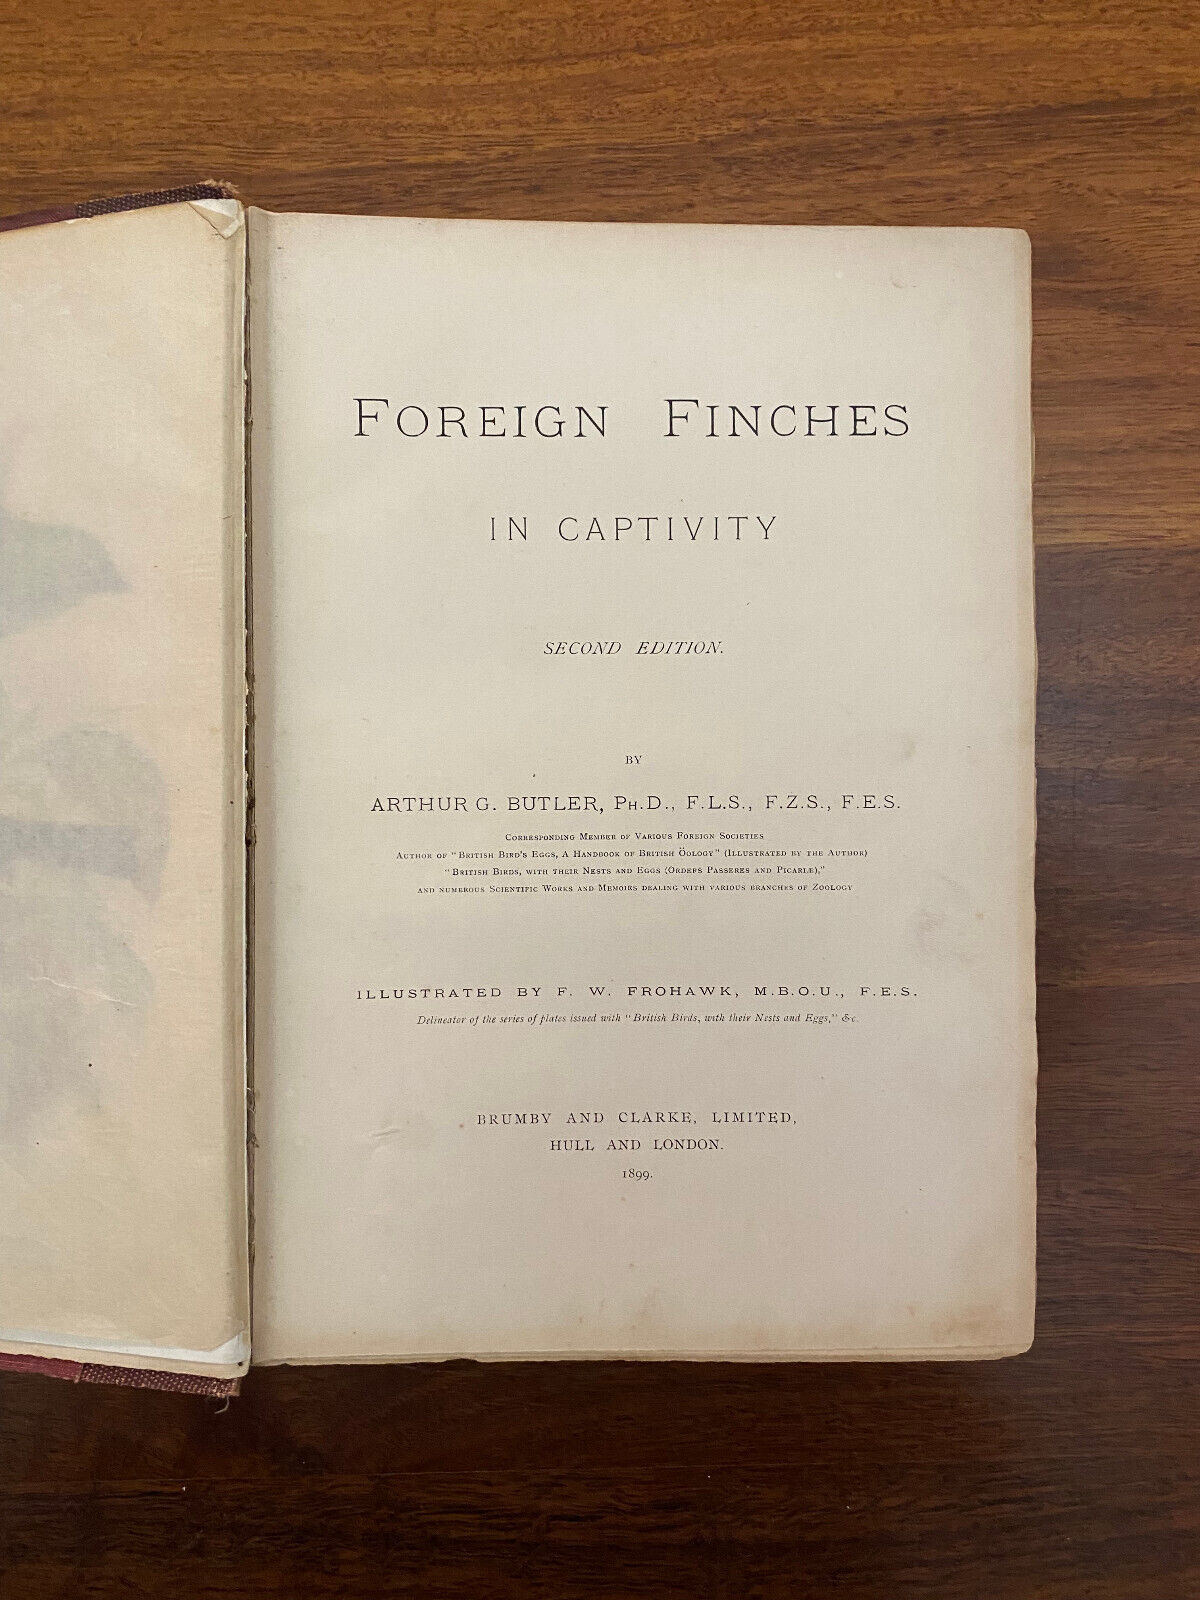 FOREIGN FINCHES
IN CAPTIVITY
SECOND EDITION.
BY
ARTHUR G. BUTLER, PH.D., F.L.S., F.Z.S., F.E.S.
CORRESPONDING MEMBER OF VARIOUS FOREIGN SOCIETIES
AUTHOR OF "BRITISH BIRD'S EGGS, A HANDBOOK OF BRITISH ÖOLOGY" (ILLUSTRATED BY THE AUTHOR)
"BRITISH BIRDS, WITH THEIR NESTS AND EGGS (ORDERS PASSERES AND PICARIÆ),"
AND NUMEROUS SCIENTIFIC WORKS AND MEMOIRS DEALING WITH VARIOUS BRANCHES OF ZOOLOGY
ILLUSTRATED BY F. W. FROHAWK, M.B.O.U., F.E.S.
Delineator of the series of plates issued with "British Birds, with their Nests and Eggs," &c.
BRUMBY AND CLARKE, LIMITED,
HULL AND LONDON.
1899.